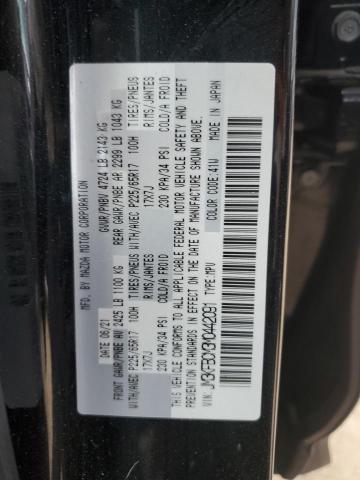 MFD. BY MAZDA MOTOR CORPORATION
DATE: 06/21 GVWR/PNBV 4724 LB 2143 KG
FRONT GAWR/PNBE AV 2425 LB 1100 KG REAR GAWR/PNBE AR 2299 LB 1043 KG
WITH/AVEC P225/65R17 100H TIRES/PNEUS WITH/AVEC P225/65R17 100H TIRES/PNEUS
17X7J RIMS/JANTES 17X7J RIMS/JANTES
230 KPA/34 PSI COLD/A FROID 230 KPA/34 PSI COLD/A FROID
THIS VEHICLE CONFORMS TO ALL APPLICABLE FEDERAL MOTOR VEHICLE SAFETY AND THEFT
PREVENTION STANDARDS IN EFFECT ON THE DATE OF MANUFACTURE SHOWN ABOVE.
JM3KFBDM3M0442091 TYPE:MPV COLOR CODE:41W MADE IN JAPAN